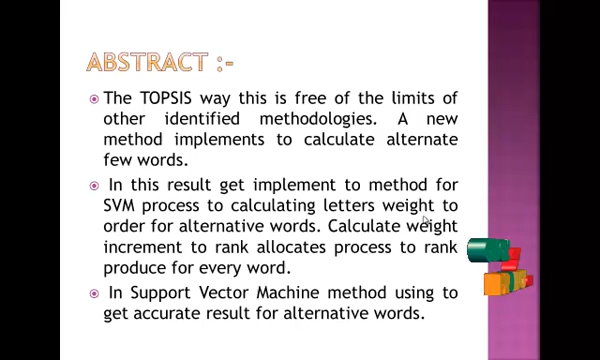 ABSTRACT :-
The TOPSIS way this is free of the limits of
other identified methodologies. A new
method implements to calculate alternate
few words.
In this result get implement to method for
SVM process to calculating letters weight to
order for alternative words. Calculate weight
increment to rank allocates process to rank
produce for every word.
In Support Vector Machine method using to
get accurate result for alternative words.